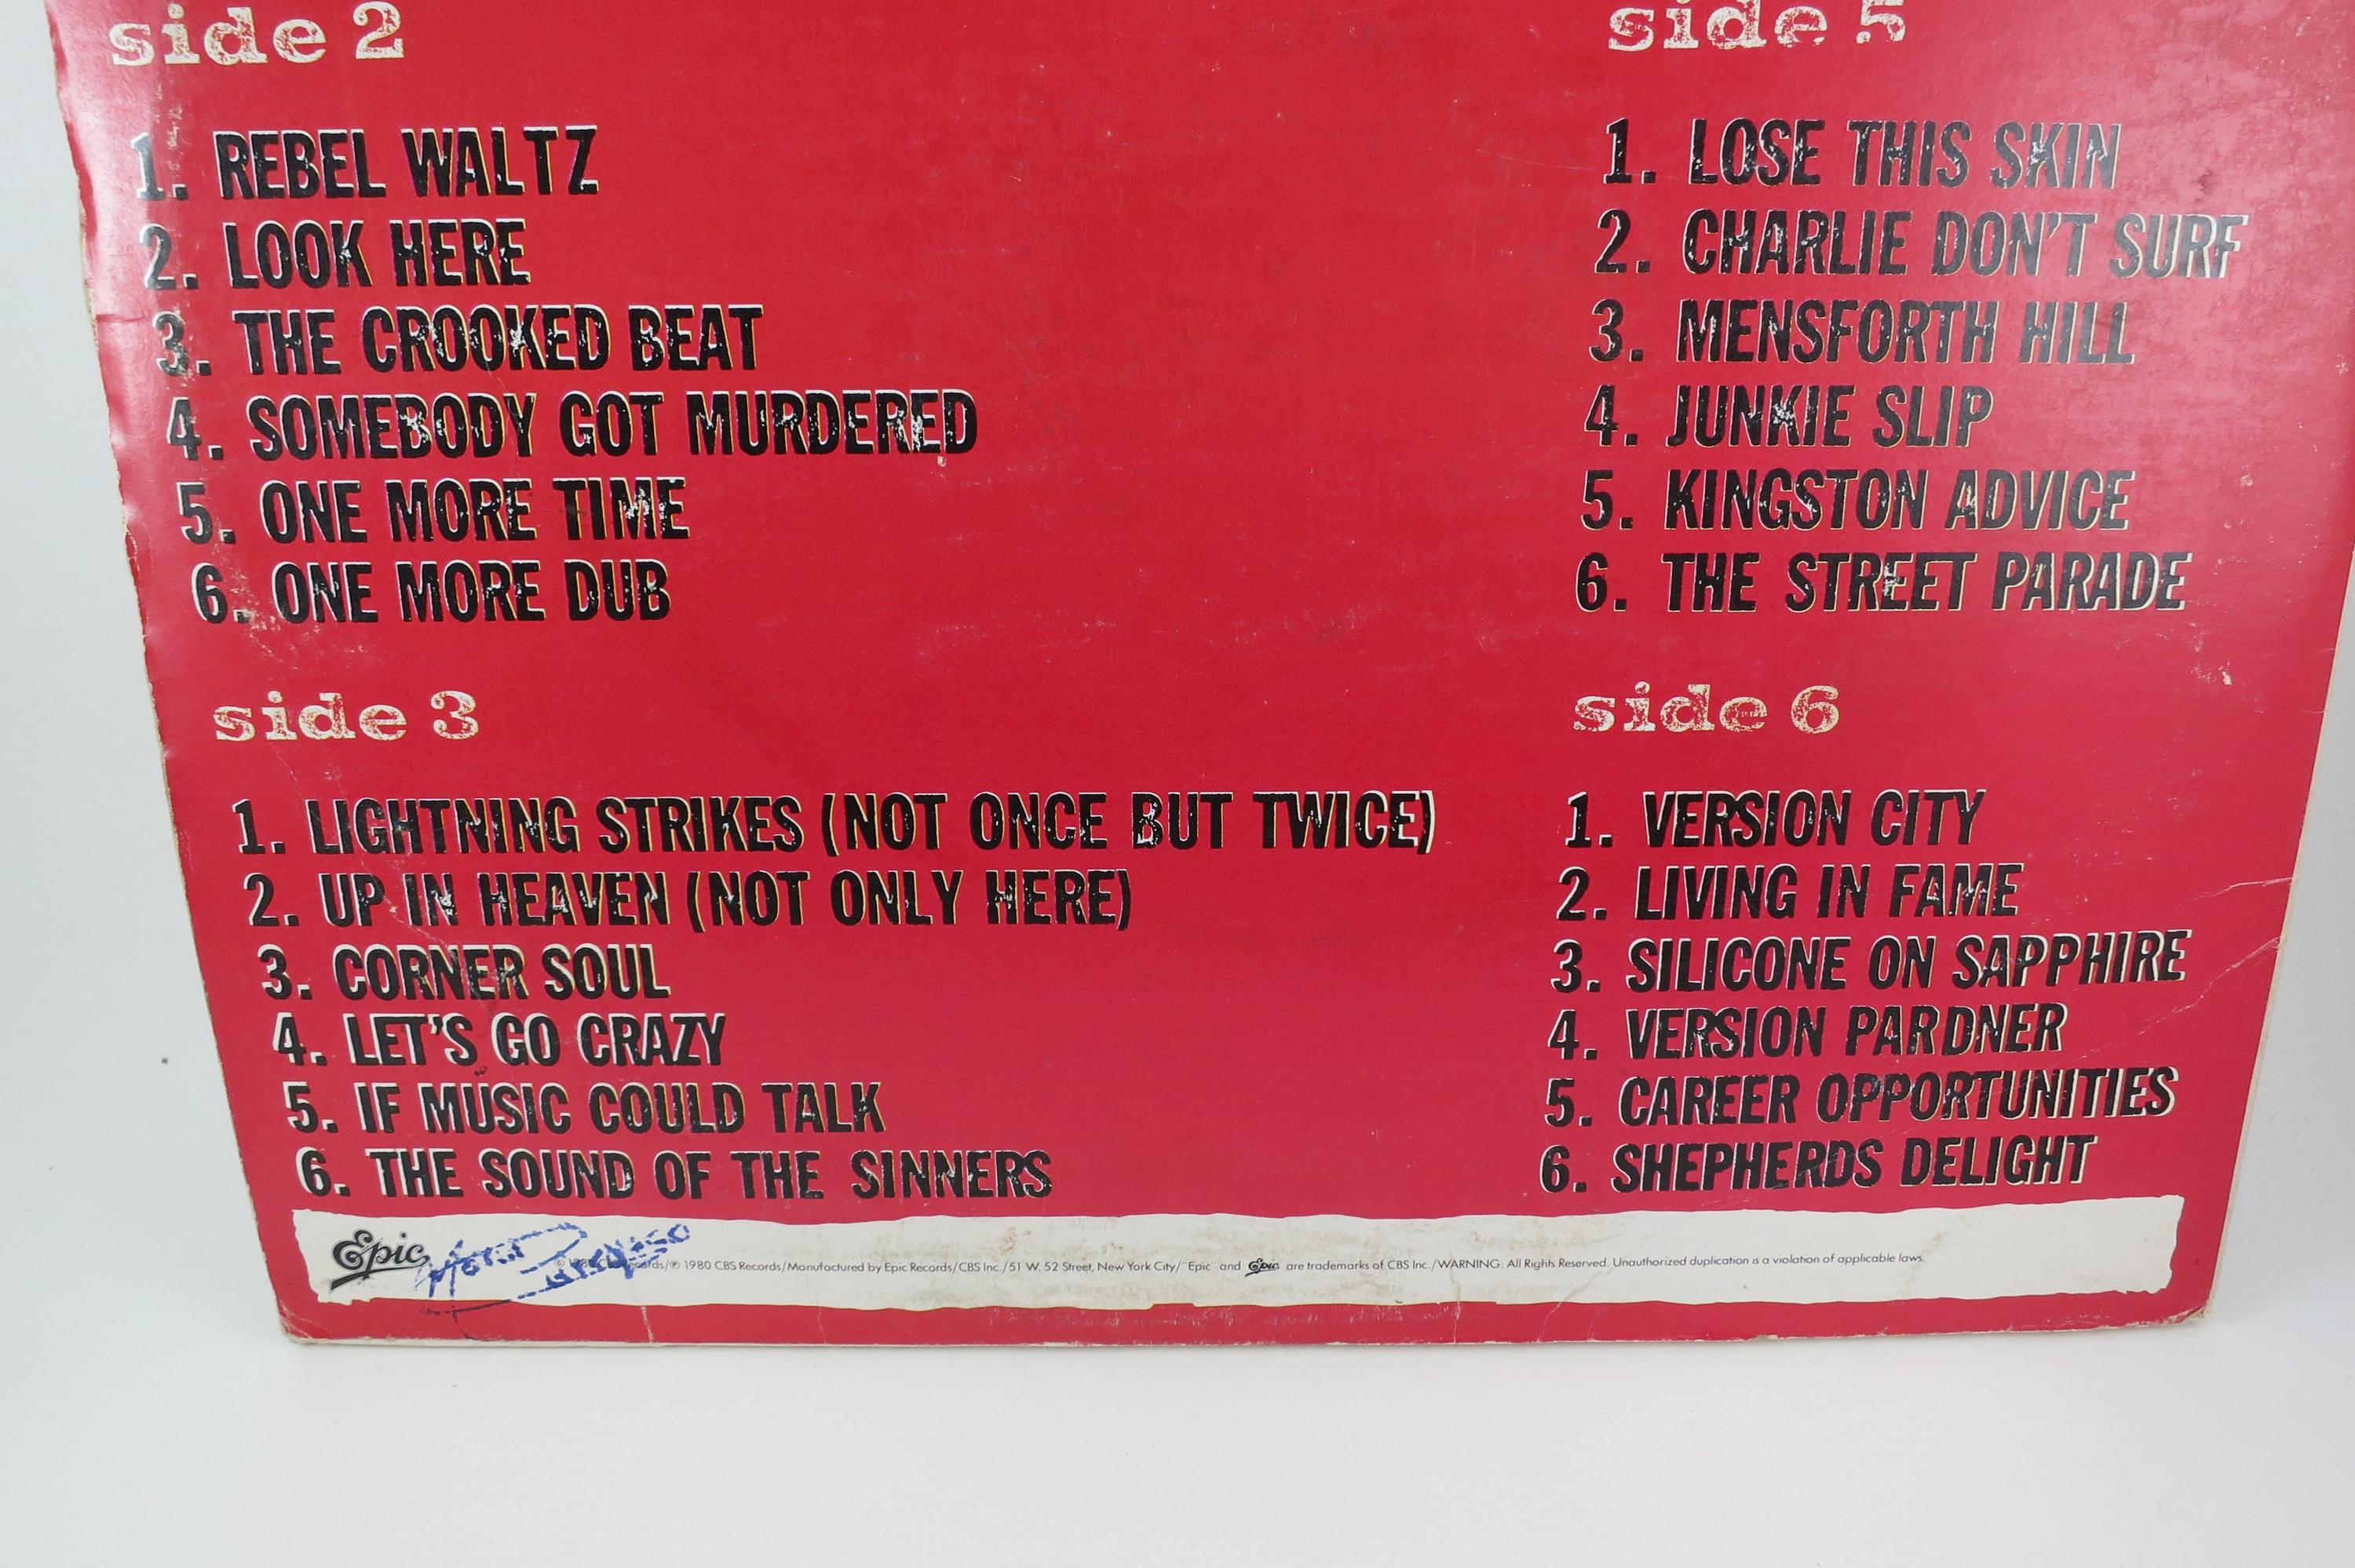 side 2
1. REBEL WALTZ
2. LOOK HERE
3. THE CROOKED BEAT
4. SOMEBODY GOT MURDERED
5. ONE MORE TIME
6. ONE MORE DUB
side 3
1. LIGHTNING STRIKES (NOT ONCE BUT TWICE)
2. UP IN HEAVEN (NOT ONLY HERE)
3. CORNER SOUL
4. LET'S GO CRAZY
5. IF MUSIC COULD TALK
6. THE SOUND OF THE SINNERS
side 5
1. LOSE THIS SKIN
2. CHARLIE DON'T SURF
3. MENSFORTH HILL
4. JUNKIE SLIP
5. KINGSTON ADVICE
6. THE STREET PARADE
side 6
1. VERSION CITY
2. LIVING IN FAME
3. SILICONE ON SAPPHIRE
4. VERSION PARDNER
5. CAREER OPPORTUNITIES
6. SHEPHERDS DELIGHT
Epic
℗ 1980 CBS Records/Manufactured by Epic Records/CBS Inc./51 W. 52 Street, New York City/"Epic" and Epic are trademarks of CBS Inc./WARNING: All Rights Reserved. Unauthorized duplication is a violation of applicable laws.